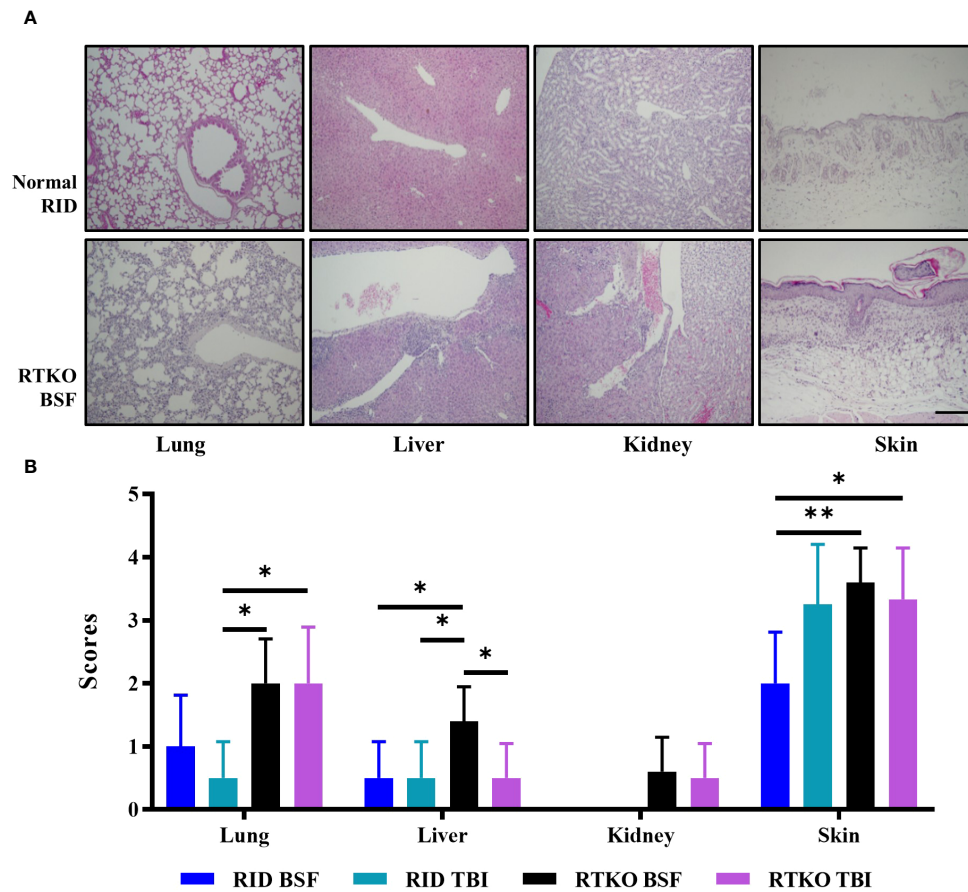 A
Normal
RID
RTKO
BSF
Lung Liver Kidney Skin
B
Scores
5
4
3
2
1
0
* * * * * ** *
Lung Liver Kidney Skin
RID BSF RID TBI RTKO BSF RTKO TBI